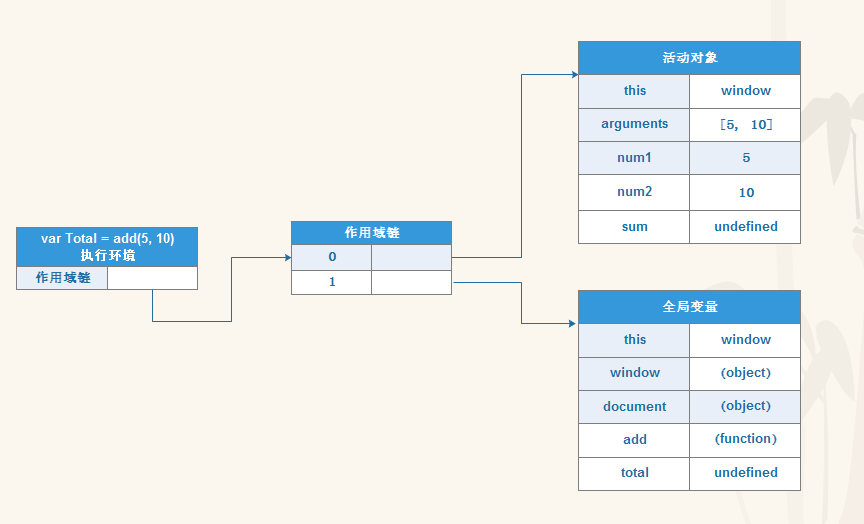 var Total = add(5, 10)
执行环境
作用域链
作用域链
0
1
活动对象
this window
arguments [5, 10]
num1 5
num2 10
sum undefined
全局变量
this window
window (object)
document (object)
add (function)
total undefined